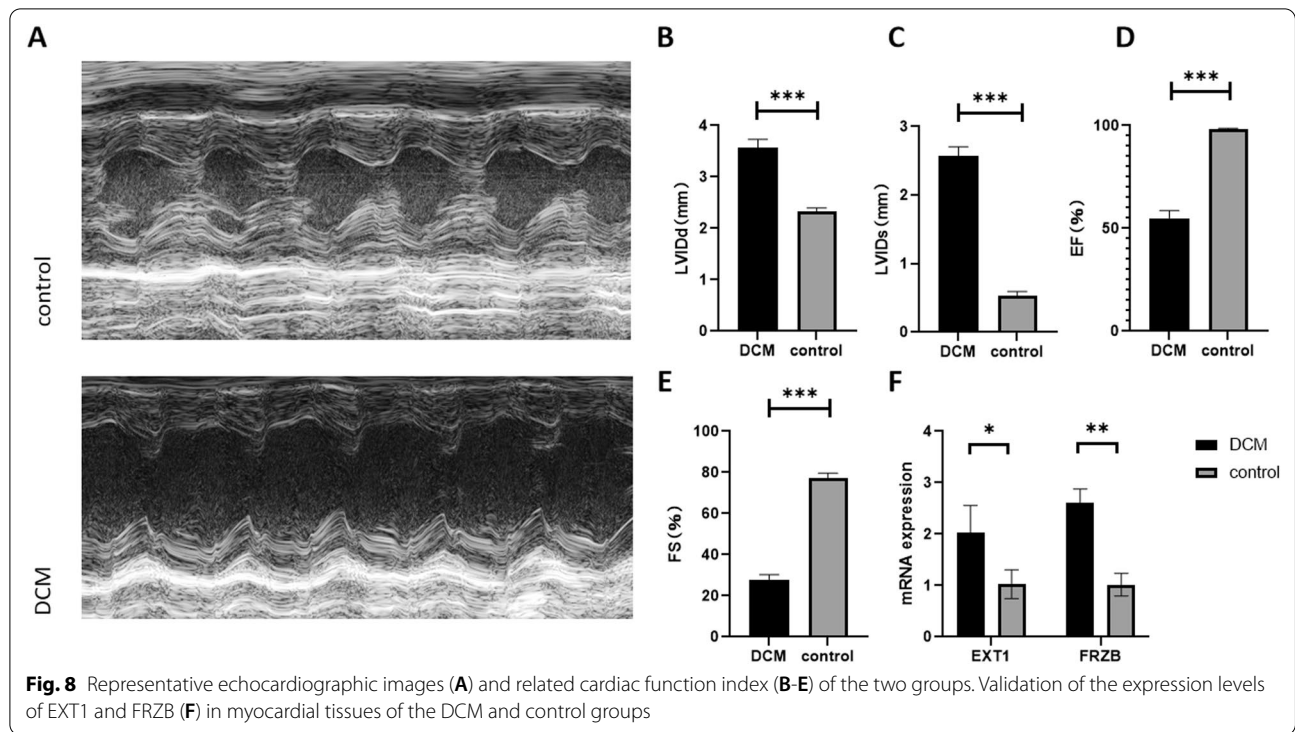 A
control
DCM
B
***
LVIDd(mm)
4
3
2
1
0
DCM control
C
***
LVIDs(mm)
3
2
1
0
DCM control
D
***
EF(%)
100
50
0
DCM control
E
***
FS(%)
100
80
60
40
20
0
DCM control
F
* **
mRNA expression
4
3
2
1
0
EXT1 FRZB
DCM
control
Fig. 8 Representative echocardiographic images (A) and related cardiac function index (B-E) of the two groups. Validation of the expression levels
of EXT1 and FRZB (F) in myocardial tissues of the DCM and control groups